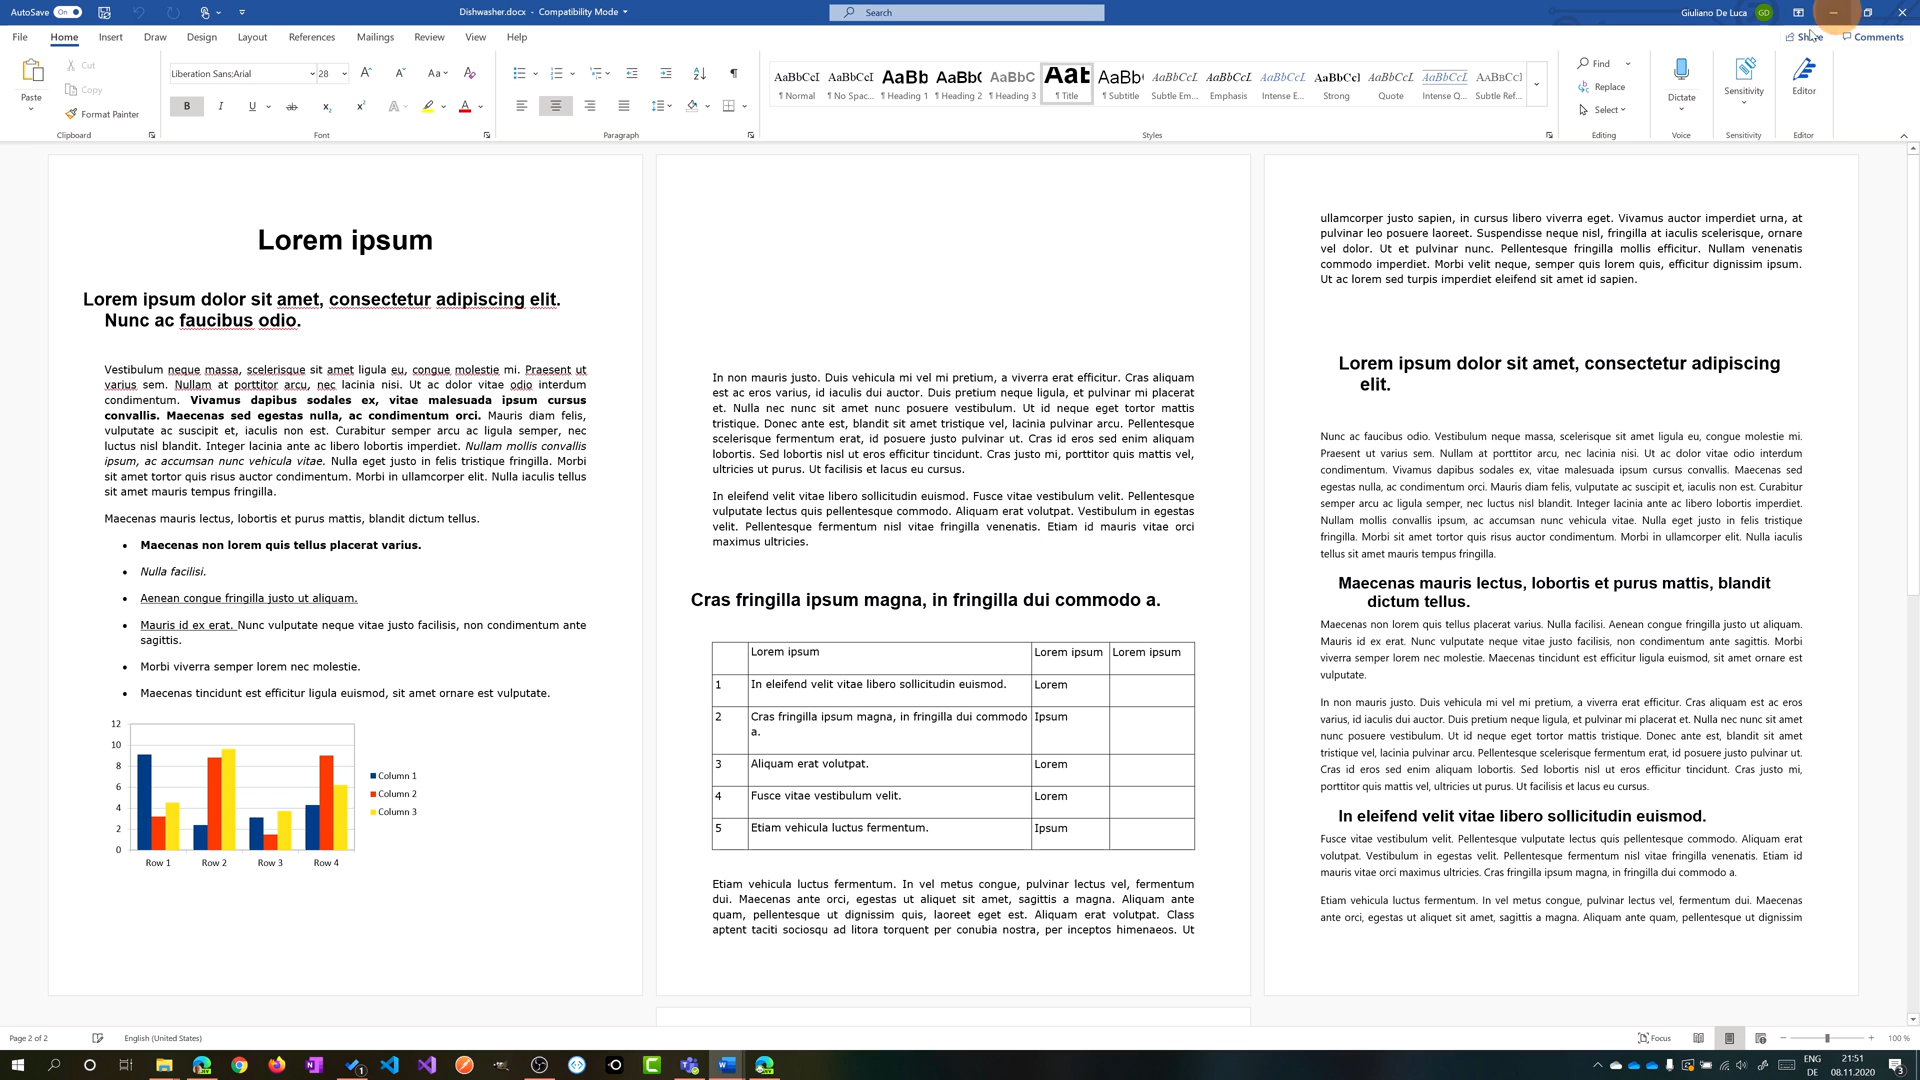 AutoSave On Dishwasher.docx - Compatibility Mode Search Giuliano De Luca GD
File Home Insert Draw Design Layout References Mailings Review View Help Share Comments
Paste Cut Copy Format Painter Clipboard
Liberation Sans;Arial 28 Font
Paragraph
AaBbCcI AaBbCcI AaBb AaBb( AaBbC AaB AaBb( AaBbCcL AaBbCcL AaBbCcL AaBbCcI AaBbCcL AaBbCcL AaBbCcI
¶ Normal ¶ No Spac... ¶ Heading 1 ¶ Heading 2 ¶ Heading 3 ¶ Title ¶ Subtitle Subtle Em... Emphasis Intense E... Strong Quote Intense Q... Subtle Ref...
Styles
Find Replace Select Editing
Dictate Voice
Sensitivity Sensitivity
Editor Editor
Lorem ipsum
Lorem ipsum dolor sit amet, consectetur adipiscing elit.
Nunc ac faucibus odio.
Vestibulum neque massa, scelerisque sit amet ligula eu, congue molestie mi. Praesent ut
varius sem. Nullam at porttitor arcu, nec lacinia nisi. Ut ac dolor vitae odio interdum
condimentum. Vivamus dapibus sodales ex, vitae malesuada ipsum cursus
convallis. Maecenas sed egestas nulla, ac condimentum orci. Mauris diam felis,
vulputate ac suscipit et, iaculis non est. Curabitur semper arcu ac ligula semper, nec
luctus nisl blandit. Integer lacinia ante ac libero lobortis imperdiet. Nullam mollis convallis
ipsum, ac accumsan nunc vehicula vitae. Nulla eget justo in felis tristique fringilla. Morbi
sit amet tortor quis risus auctor condimentum. Morbi in ullamcorper elit. Nulla iaculis tellus
sit amet mauris tempus fringilla.
Maecenas mauris lectus, lobortis et purus mattis, blandit dictum tellus.
• Maecenas non lorem quis tellus placerat varius.
• Nulla facilisi.
• Aenean congue fringilla justo ut aliquam.
• Mauris id ex erat. Nunc vulputate neque vitae justo facilisis, non condimentum ante
sagittis.
• Morbi viverra semper lorem nec molestie.
• Maecenas tincidunt est efficitur ligula euismod, sit amet ornare est vulputate.
12
10
8
6
4
2
0
Row 1 Row 2 Row 3 Row 4
Column 1
Column 2
Column 3
In non mauris justo. Duis vehicula mi vel mi pretium, a viverra erat efficitur. Cras aliquam
est ac eros varius, id iaculis dui auctor. Duis pretium neque ligula, et pulvinar mi placerat
et. Nulla nec nunc sit amet nunc posuere vestibulum. Ut id neque eget tortor mattis
tristique. Donec ante est, blandit sit amet tristique vel, lacinia pulvinar arcu. Pellentesque
scelerisque fermentum erat, id posuere justo pulvinar ut. Cras id eros sed enim aliquam
lobortis. Sed lobortis nisl ut eros efficitur tincidunt. Cras justo mi, porttitor quis mattis vel,
ultricies ut purus. Ut facilisis et lacus eu cursus.
In eleifend velit vitae libero sollicitudin euismod. Fusce vitae vestibulum velit. Pellentesque
vulputate lectus quis pellentesque commodo. Aliquam erat volutpat. Vestibulum in egestas
velit. Pellentesque fermentum nisl vitae fringilla venenatis. Etiam id mauris vitae orci
maximus ultricies.
Cras fringilla ipsum magna, in fringilla dui commodo a.
Lorem ipsum Lorem ipsum Lorem ipsum
1 In eleifend velit vitae libero sollicitudin euismod. Lorem
2 Cras fringilla ipsum magna, in fringilla dui commodo Ipsum
a.
3 Aliquam erat volutpat. Lorem
4 Fusce vitae vestibulum velit. Lorem
5 Etiam vehicula luctus fermentum. Ipsum
Etiam vehicula luctus fermentum. In vel metus congue, pulvinar lectus vel, fermentum
dui. Maecenas ante orci, egestas ut aliquet sit amet, sagittis a magna. Aliquam ante
quam, pellentesque ut dignissim quis, laoreet eget est. Aliquam erat volutpat. Class
aptent taciti sociosqu ad litora torquent per conubia nostra, per inceptos himenaeos. Ut
ullamcorper justo sapien, in cursus libero viverra eget. Vivamus auctor imperdiet urna, at
pulvinar leo posuere laoreet. Suspendisse neque nisl, fringilla at iaculis scelerisque, ornare
vel dolor. Ut et pulvinar nunc. Pellentesque fringilla mollis efficitur. Nullam venenatis
commodo imperdiet. Morbi velit neque, semper quis lorem quis, efficitur dignissim ipsum.
Ut ac lorem sed turpis imperdiet eleifend sit amet id sapien.
Lorem ipsum dolor sit amet, consectetur adipiscing
elit.
Nunc ac faucibus odio. Vestibulum neque massa, scelerisque sit amet ligula eu, congue molestie mi.
Praesent ut varius sem. Nullam at porttitor arcu, nec lacinia nisi. Ut ac dolor vitae odio interdum
condimentum. Vivamus dapibus sodales ex, vitae malesuada ipsum cursus convallis. Maecenas sed
egestas nulla, ac condimentum orci. Mauris diam felis, vulputate ac suscipit et, iaculis non est. Curabitur
semper arcu ac ligula semper, nec luctus nisl blandit. Integer lacinia ante ac libero lobortis imperdiet.
Nullam mollis convallis ipsum, ac accumsan nunc vehicula vitae. Nulla eget justo in felis tristique
fringilla. Morbi sit amet tortor quis risus auctor condimentum. Morbi in ullamcorper elit. Nulla iaculis
tellus sit amet mauris tempus fringilla.
Maecenas mauris lectus, lobortis et purus mattis, blandit
dictum tellus.
Maecenas non lorem quis tellus placerat varius. Nulla facilisi. Aenean congue fringilla justo ut aliquam.
Mauris id ex erat. Nunc vulputate neque vitae justo facilisis, non condimentum ante sagittis. Morbi
viverra semper lorem nec molestie. Maecenas tincidunt est efficitur ligula euismod, sit amet ornare est
vulputate.
In non mauris justo. Duis vehicula mi vel mi pretium, a viverra erat efficitur. Cras aliquam est ac eros
varius, id iaculis dui auctor. Duis pretium neque ligula, et pulvinar mi placerat et. Nulla nec nunc sit amet
nunc posuere vestibulum. Ut id neque eget tortor mattis tristique. Donec ante est, blandit sit amet
tristique vel, lacinia pulvinar arcu. Pellentesque scelerisque fermentum erat, id posuere justo pulvinar ut.
Cras id eros sed enim aliquam lobortis. Sed lobortis nisl ut eros efficitur tincidunt. Cras justo mi,
porttitor quis mattis vel, ultricies ut purus. Ut facilisis et lacus eu cursus.
In eleifend velit vitae libero sollicitudin euismod.
Fusce vitae vestibulum velit. Pellentesque vulputate lectus quis pellentesque commodo. Aliquam erat
volutpat. Vestibulum in egestas velit. Pellentesque fermentum nisl vitae fringilla venenatis. Etiam id
mauris vitae orci maximus ultricies. Cras fringilla ipsum magna, in fringilla dui commodo a.
Etiam vehicula luctus fermentum. In vel metus congue, pulvinar lectus vel, fermentum dui. Maecenas
ante orci, egestas ut aliquet sit amet, sagittis a magna. Aliquam ante quam, pellentesque ut dignissim
Page 2 of 2 English (United States) Focus 100 %
ENG 21:51
DE 08.11.2020 3